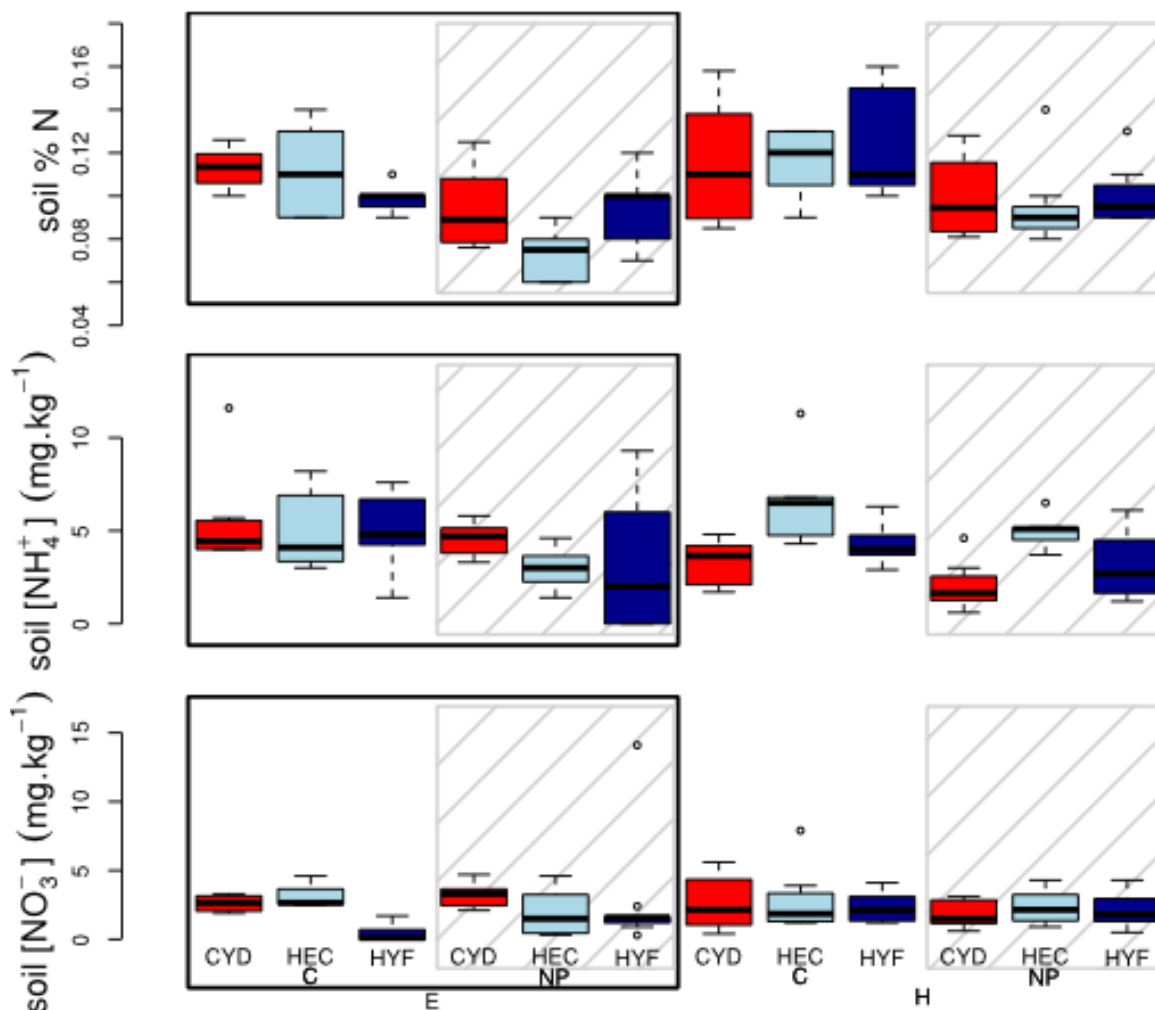 soil % N
0.04 0.08 0.12 0.16
soil [NH₄⁺] (mg.kg⁻¹)
0 5 10
soil [NO₃⁻] (mg.kg⁻¹)
0 5 10 15
CYD HEC HYF CYD HEC HYF CYD HEC HYF CYD HEC HYF
C NP C NP
E H